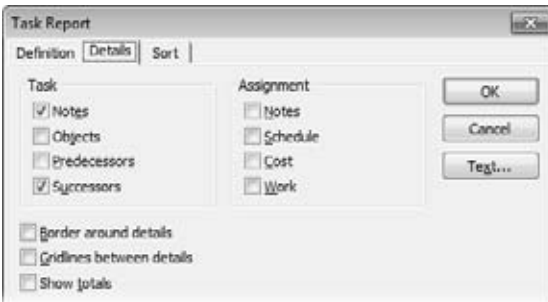 Task Report
Definition Details Sort
Task
Notes
Objects
Predecessors
Successors
Assignment
Notes
Schedule
Cost
Work
OK
Cancel
Text...
Border around details
Gridlines between details
Show totals